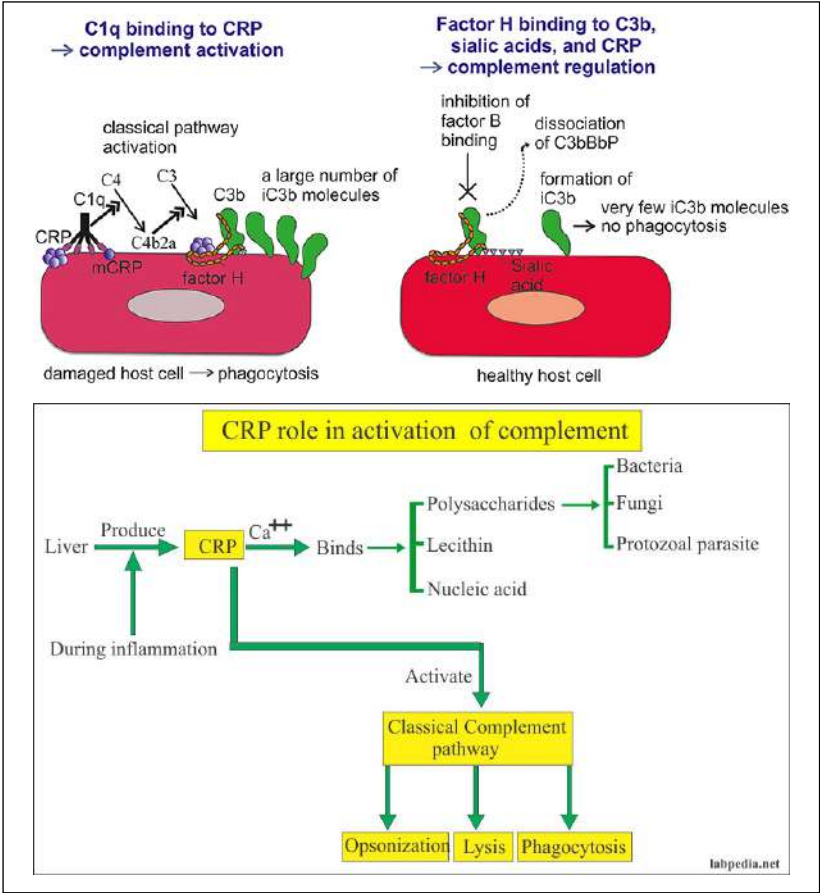 C1q binding to CRP
→ complement activation
classical pathway
activation
C4
C3
C1q
C3b
a large number of
iC3b molecules
CRP
mCRP
C4b2a
factor H
damaged host cell → phagocytosis
Factor H binding to C3b,
sialic acids, and CRP
→ complement regulation
inhibition of
factor B
binding
dissociation
of C3bBbP
formation of
iC3b
→ very few iC3b molecules
no phagocytosis
factor H
Sialic
acid
healthy host cell
CRP role in activation of complement
Liver
Produce
CRP
Ca++
Binds
Polysaccharides
Lecithin
Nucleic acid
Bacteria
Fungi
Protozoal parasite
During inflammation
Activate
Classical Complement
pathway
Opsonization
Lysis
Phagocytosis
labpedia.net